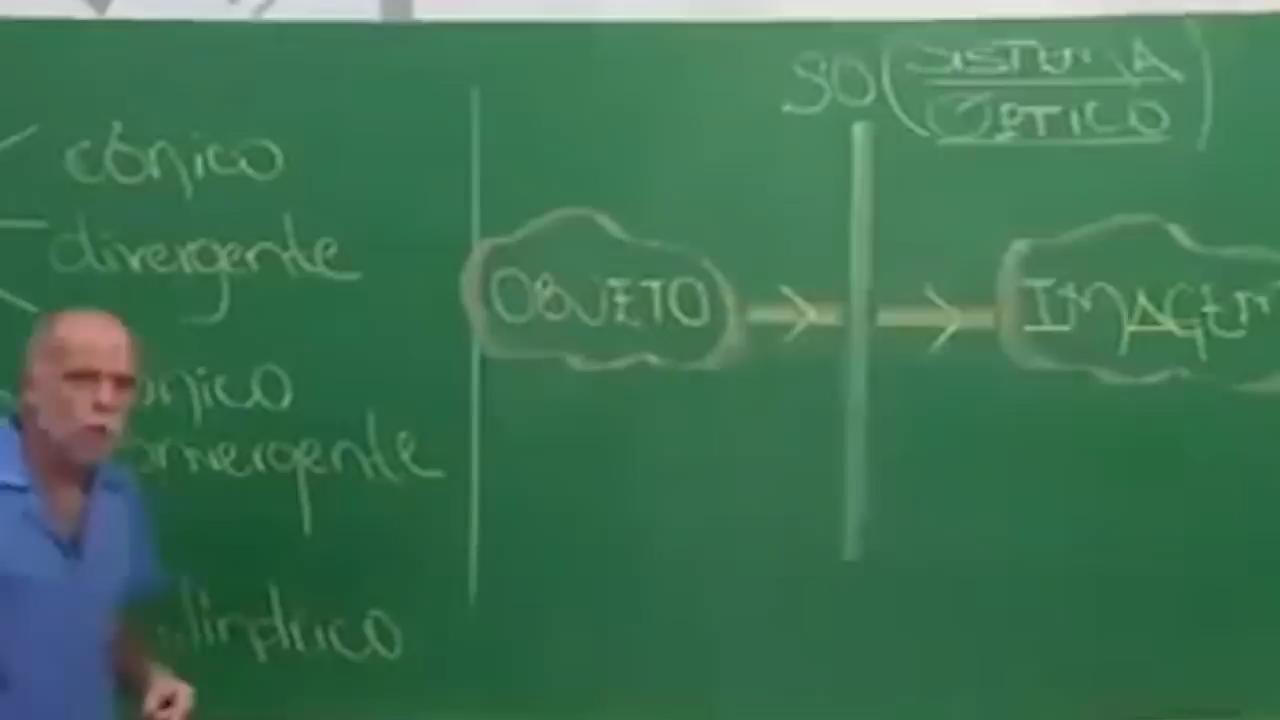 cônico
divergente
cônico
convergente
cilíndrico
OBJETO
SO (SISTEMA
ÓPTICO)
IMAGEM